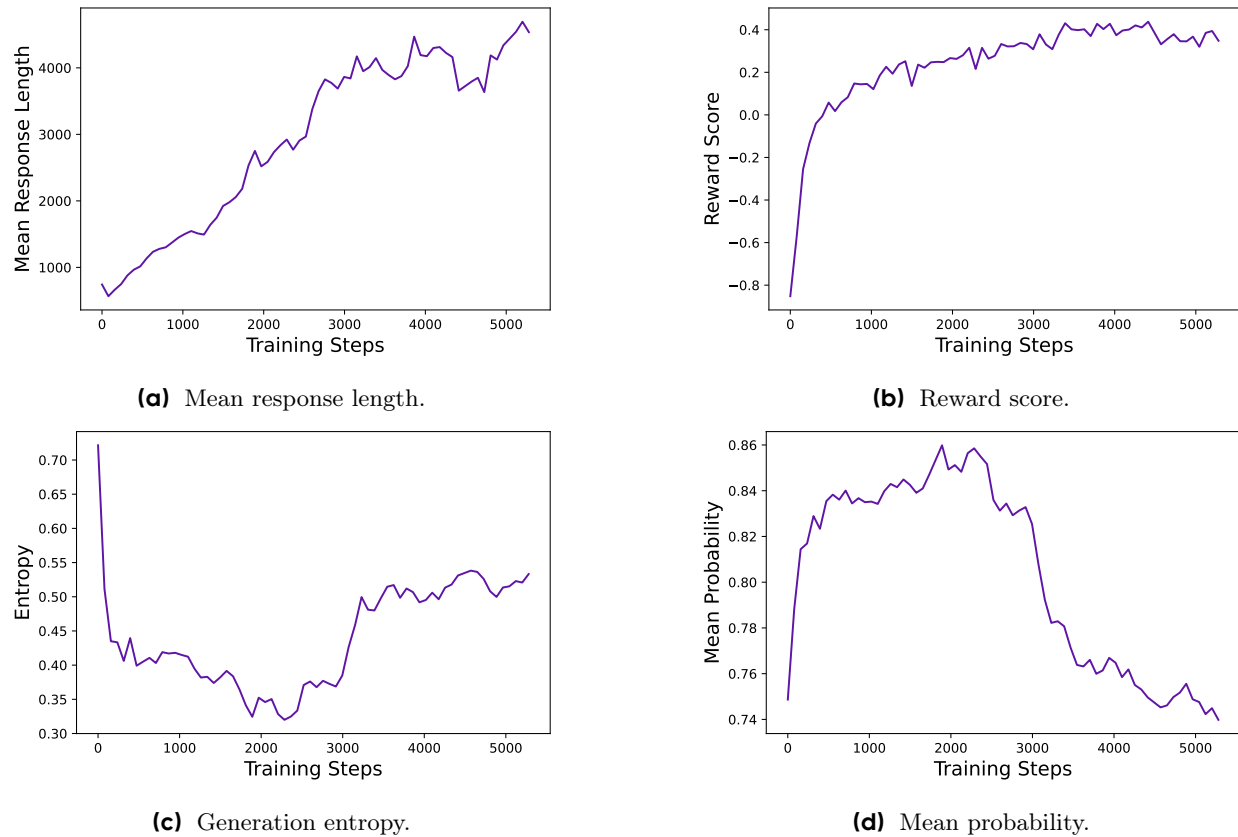 Mean Response Length
4000
3000
2000
1000
0 1000 2000 3000 4000 5000
Training Steps
(a) Mean response length.
Reward Score
0.4
0.2
0.0
−0.2
−0.4
−0.6
−0.8
0 1000 2000 3000 4000 5000
Training Steps
(b) Reward score.
Entropy
0.70
0.65
0.60
0.55
0.50
0.45
0.40
0.35
0.30
0 1000 2000 3000 4000 5000
Training Steps
(c) Generation entropy.
Mean Probability
0.86
0.84
0.82
0.80
0.78
0.76
0.74
0 1000 2000 3000 4000 5000
Training Steps
(d) Mean probability.